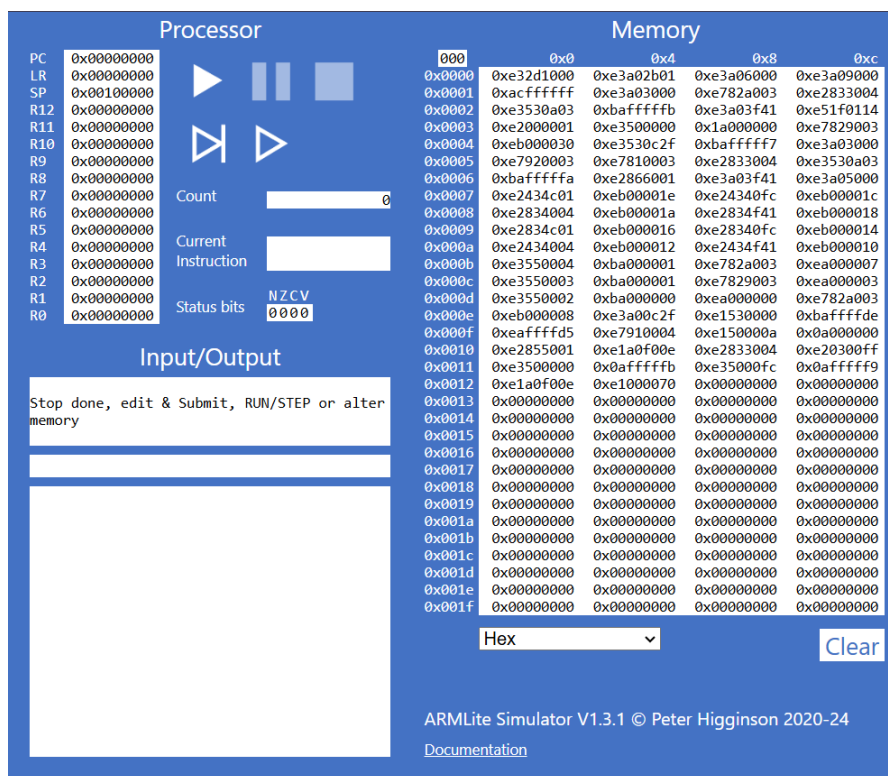 Processor
PC 0x00000000
LR 0x00000000
SP 0x00100000
R12 0x00000000
R11 0x00000000
R10 0x00000000
R9 0x00000000
R8 0x00000000
R7 0x00000000
R6 0x00000000
R5 0x00000000
R4 0x00000000
R3 0x00000000
R2 0x00000000
R1 0x00000000
R0 0x00000000
Count 0
Current
Instruction
NZCV
Status bits 0000
Input/Output
Stop done, edit & Submit, RUN/STEP or alter
memory
Memory
000 0x0 0x4 0x8 0xc
0x0000 0xe32d1000 0xe3a02b01 0xe3a06000 0xe3a09000
0x0001 0xacffffff 0xe3a03000 0xe782a003 0xe2833004
0x0002 0xe3530a03 0xbafffffb 0xe3a03f41 0xe51f0114
0x0003 0xe2000001 0xe3500000 0x1a000000 0xe7829003
0x0004 0xeb000030 0xe3530c2f 0xbafffff7 0xe3a03000
0x0005 0xe7920003 0xe7810003 0xe2833004 0xe3530a03
0x0006 0xbafffffa 0xe2866001 0xe3a03f41 0xe3a05000
0x0007 0xe2434c01 0xeb00001e 0xe24340fc 0xeb00001c
0x0008 0xe2834004 0xeb00001a 0xe2834f41 0xeb000018
0x0009 0xe2834c01 0xeb000016 0xe28340fc 0xeb000014
0x000a 0xe2434004 0xeb000012 0xe2434f41 0xeb000010
0x000b 0xe3550004 0xba000001 0xe782a003 0xea000007
0x000c 0xe3550003 0xba000001 0xe7829003 0xea000003
0x000d 0xe3550002 0xba000000 0xea000000 0xe782a003
0x000e 0xeb000008 0xe3a00c2f 0xe1530000 0xbaffffde
0x000f 0xeaffffd5 0xe7910004 0xe150000a 0x0a000000
0x0010 0xe2855001 0xe1a0f00e 0xe2833004 0xe20300ff
0x0011 0xe3500000 0x0afffffb 0xe35000fc 0x0afffff9
0x0012 0xe1a0f00e 0xe1000070 0x00000000 0x00000000
0x0013 0x00000000 0x00000000 0x00000000 0x00000000
0x0014 0x00000000 0x00000000 0x00000000 0x00000000
0x0015 0x00000000 0x00000000 0x00000000 0x00000000
0x0016 0x00000000 0x00000000 0x00000000 0x00000000
0x0017 0x00000000 0x00000000 0x00000000 0x00000000
0x0018 0x00000000 0x00000000 0x00000000 0x00000000
0x0019 0x00000000 0x00000000 0x00000000 0x00000000
0x001a 0x00000000 0x00000000 0x00000000 0x00000000
0x001b 0x00000000 0x00000000 0x00000000 0x00000000
0x001c 0x00000000 0x00000000 0x00000000 0x00000000
0x001d 0x00000000 0x00000000 0x00000000 0x00000000
0x001e 0x00000000 0x00000000 0x00000000 0x00000000
0x001f 0x00000000 0x00000000 0x00000000 0x00000000
Hex
Clear
ARMLite Simulator V1.3.1 © Peter Higginson 2020-24
Documentation